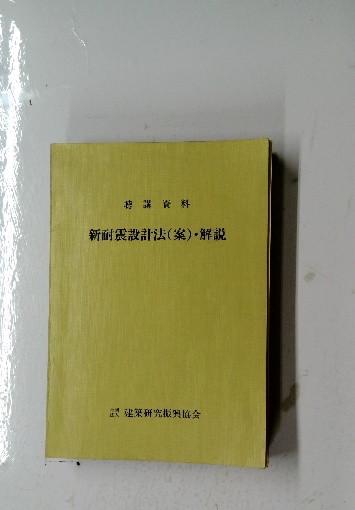 聴講資料
新耐震設計法(案)・解説
建築研究振興協会